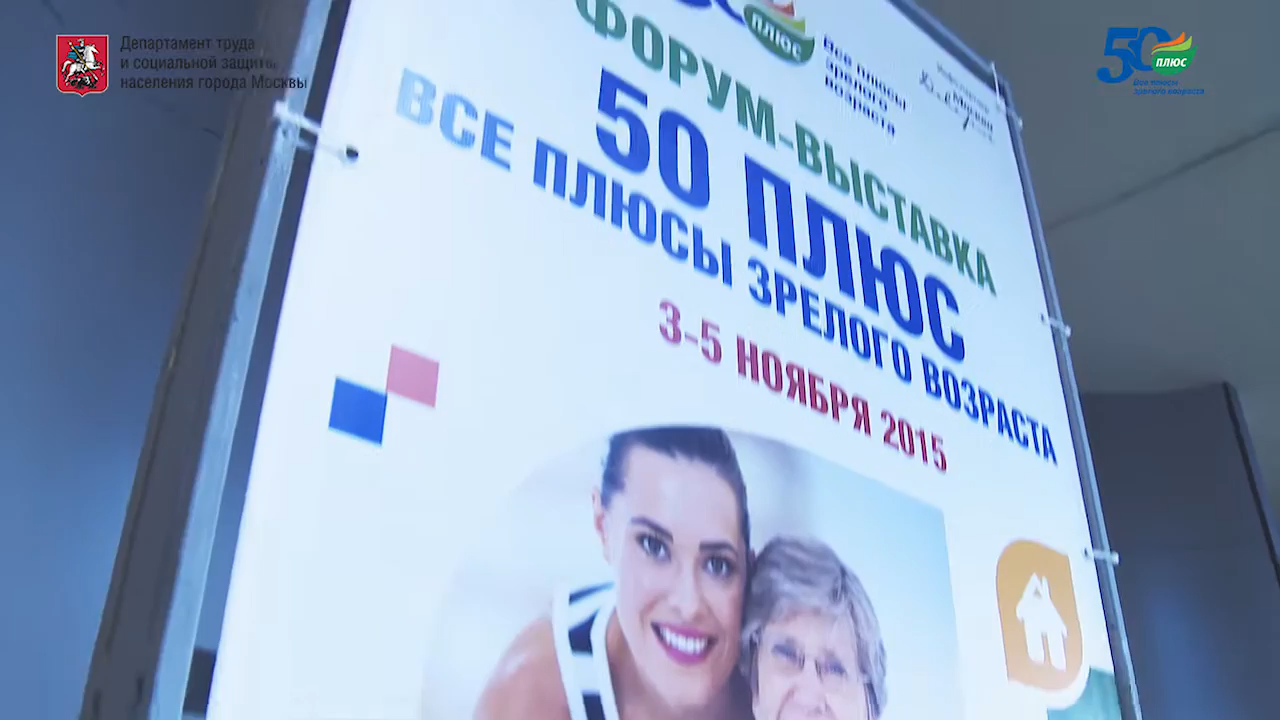 Департамент труда
и социальной защиты
населения города Москвы
50
плюс
Все плюсы
зрелого возраста
плюс
Все плюсы
зрелого
возраста
ФОРУМ-ВЫСТАВКА
50 ПЛЮС
ВСЕ ПЛЮСЫ ЗРЕЛОГО ВОЗРАСТА
3-5 НОЯБРЯ 2015